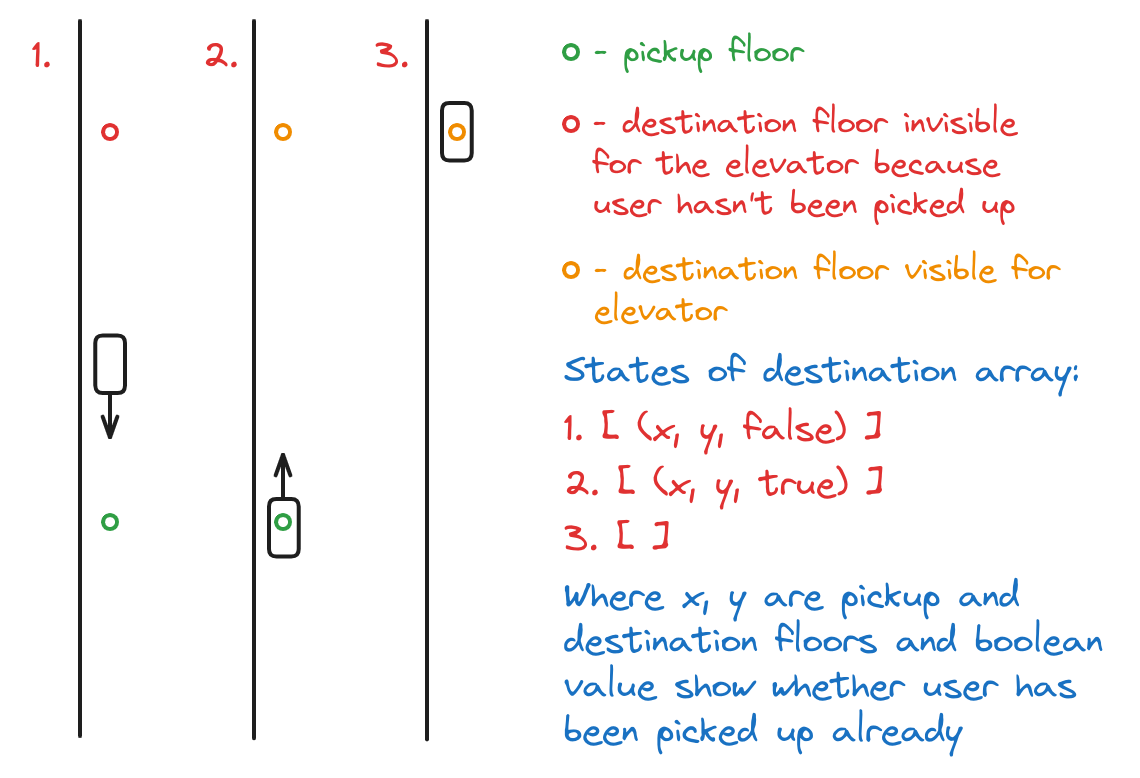 1.
2.
3.
- pickup floor
- destination floor invisible
for the elevator because
user hasn't been picked up
- destination floor visible for
elevator
States of destination array:
1. [ (x, y, false) ]
2. [ (x, y, true) ]
3. [ ]
Where x, y are pickup and
destination floors and boolean
value show whether user has
been picked up already